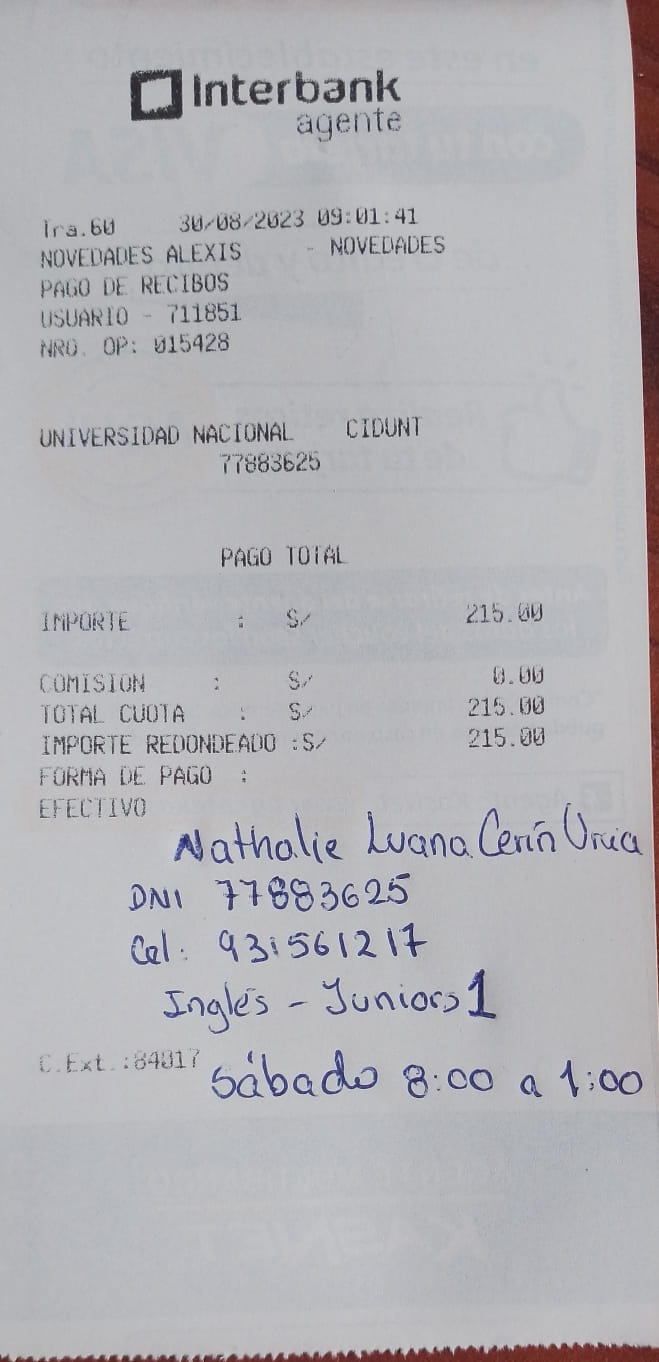 Interbank
agente
Tra.60 30/08/2023 09:01:41
NOVEDADES ALEXIS - NOVEDADES
PAGO DE RECIBOS
USUARIO - 711851
NRO. OP: 015428
UNIVERSIDAD NACIONAL CIDUNT
77883625
PAGO TOTAL
IMPORTE : S/ 215.00
COMISION : S/ 0.00
TOTAL CUOTA : S/ 215.00
IMPORTE REDONDEADO :S/ 215.00
FORMA DE PAGO :
EFECTIVO
Nathalie Luana Cerín Urcia
DNI 77883625
Cel: 931561217
Inglés - Juniors 1
C.Ext.:84017
Sábado 8:00 a 1:00